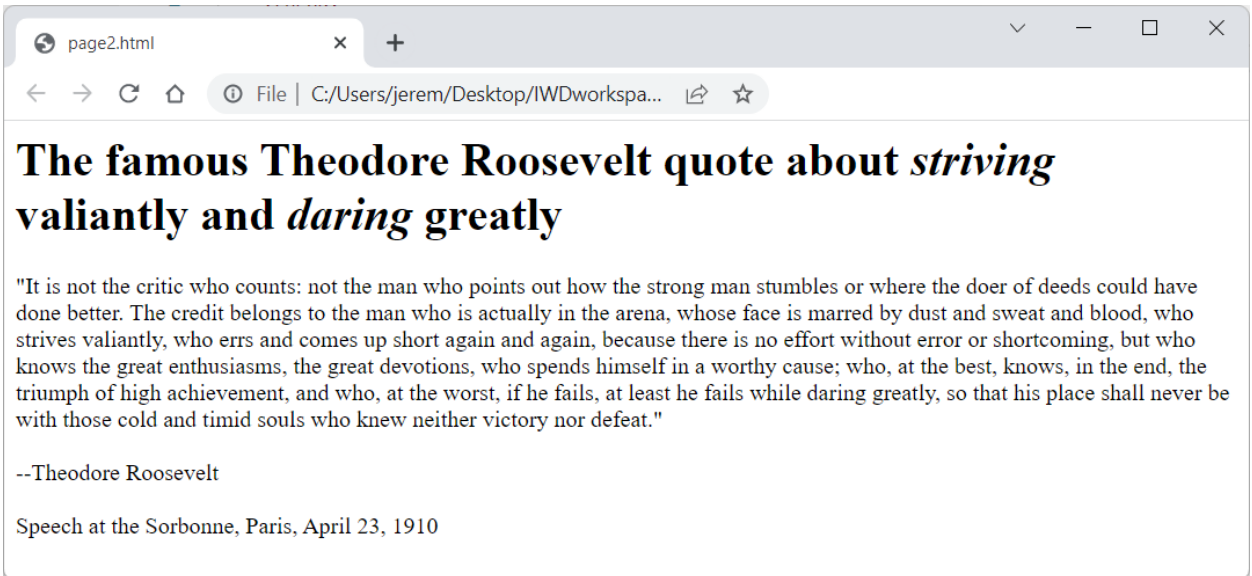 page2.html
File | C:/Users/jerem/Desktop/IWDworkspa...
The famous Theodore Roosevelt quote about striving
valiantly and daring greatly
"It is not the critic who counts: not the man who points out how the strong man stumbles or where the doer of deeds could have
done better. The credit belongs to the man who is actually in the arena, whose face is marred by dust and sweat and blood, who
strives valiantly, who errs and comes up short again and again, because there is no effort without error or shortcoming, but who
knows the great enthusiasms, the great devotions, who spends himself in a worthy cause; who, at the best, knows, in the end, the
triumph of high achievement, and who, at the worst, if he fails, at least he fails while daring greatly, so that his place shall never be
with those cold and timid souls who knew neither victory nor defeat."
--Theodore Roosevelt
Speech at the Sorbonne, Paris, April 23, 1910